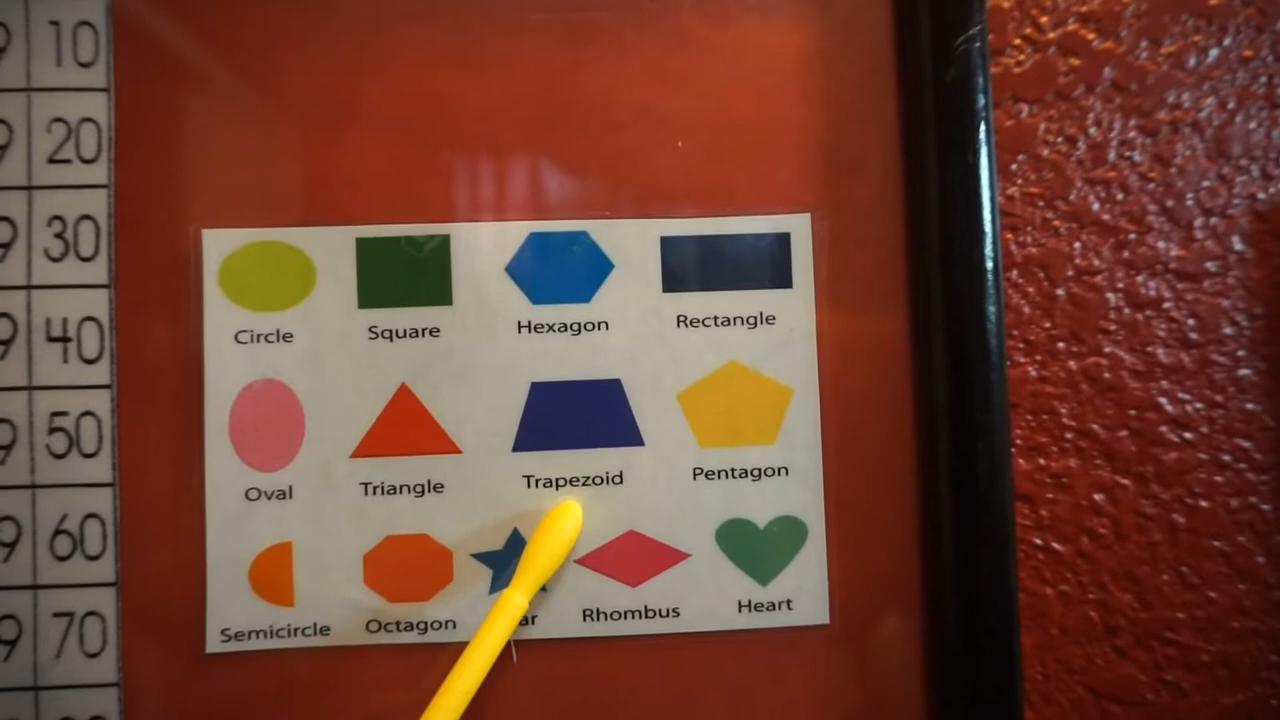 10
20
30
40
50
60
70
Circle Square Hexagon Rectangle
Oval Triangle Trapezoid Pentagon
Semicircle Octagon Rhombus Heart